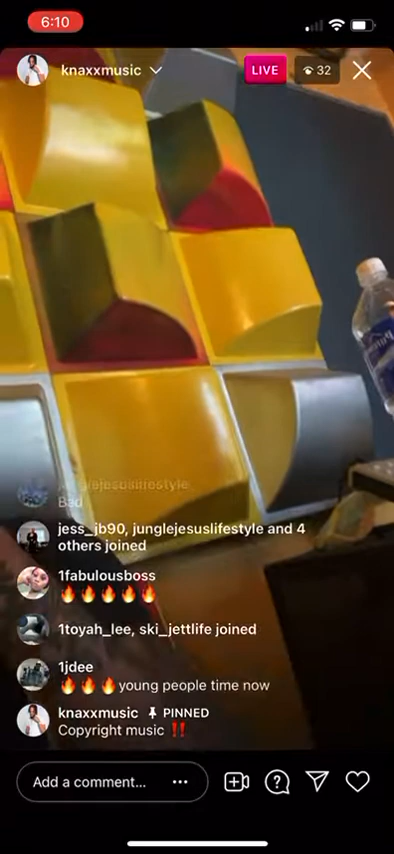 6:10
knaxxmusic
LIVE
32
junglejesuslifestyle
Bad
jess_jb90, junglejesuslifestyle and 4
others joined
1fabulousboss
🔥🔥🔥🔥🔥
1toyah_lee, ski_jettlife joined
1jdee
🔥🔥🔥young people time now
knaxxmusic 📌 PINNED
Copyright music ‼️
Add a comment...